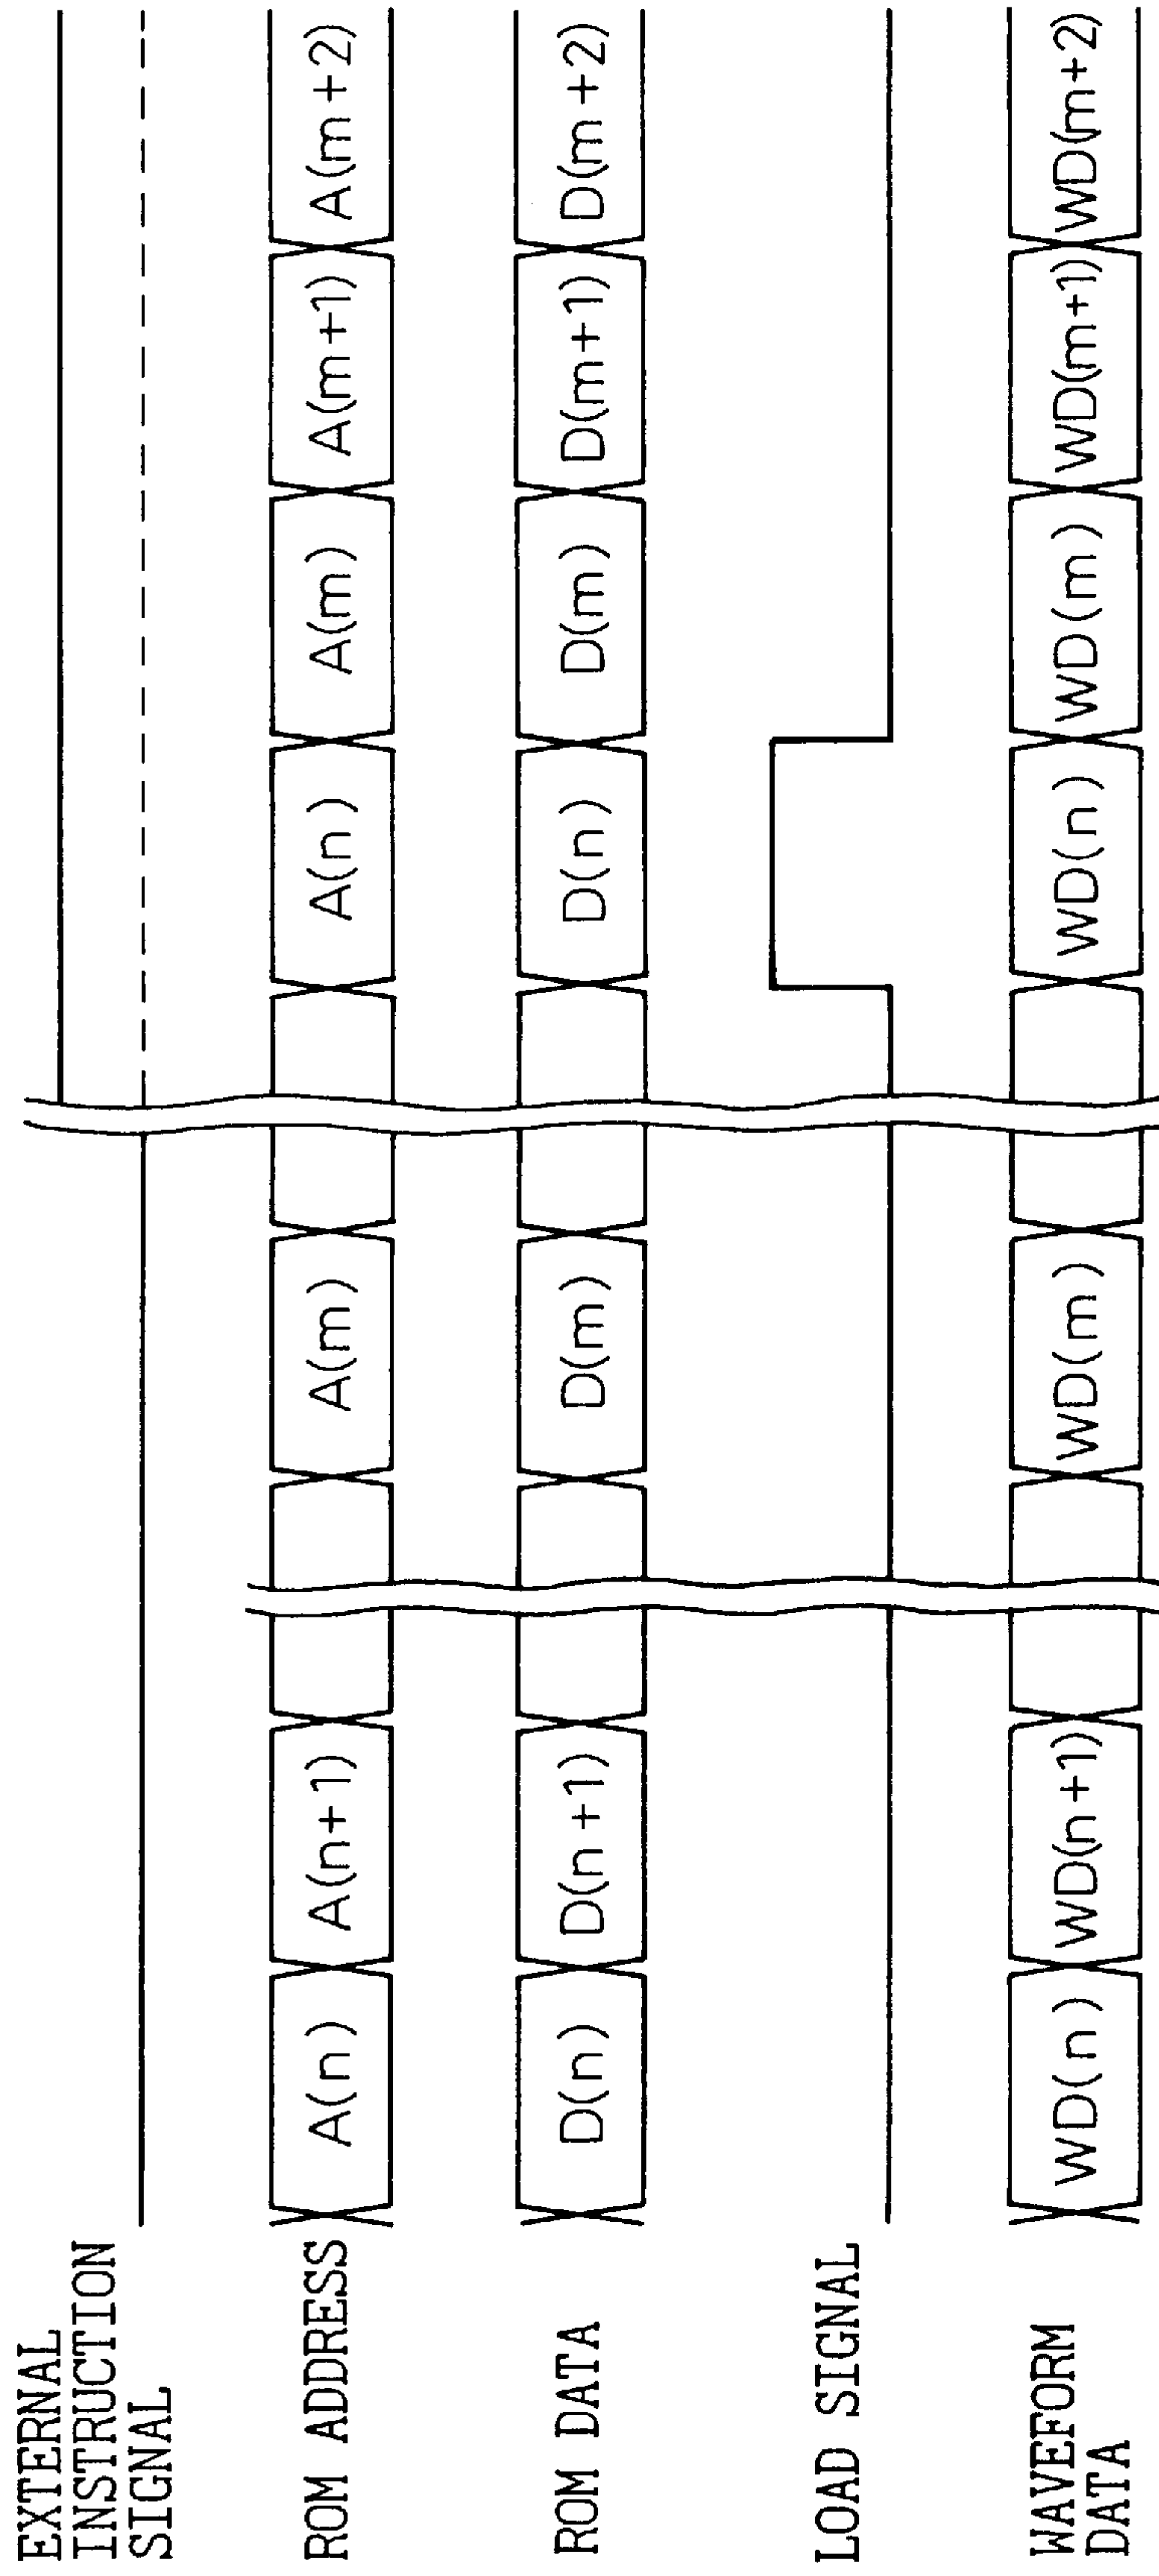 EXTERNAL
INSTRUCTION
SIGNAL
ROM ADDRESS
A(n)
A(n+1)
A(m)
A(n)
A(m)
A(m+1)
A(m+2)
ROM DATA
D(n)
D(n+1)
D(m)
D(n)
D(m)
D(m+1)
D(m+2)
LOAD SIGNAL
WAVEFORM
DATA
WD(n)
WD(n+1)
WD(m)
WD(n)
WD(m)
WD(m+1)
WD(m+2)